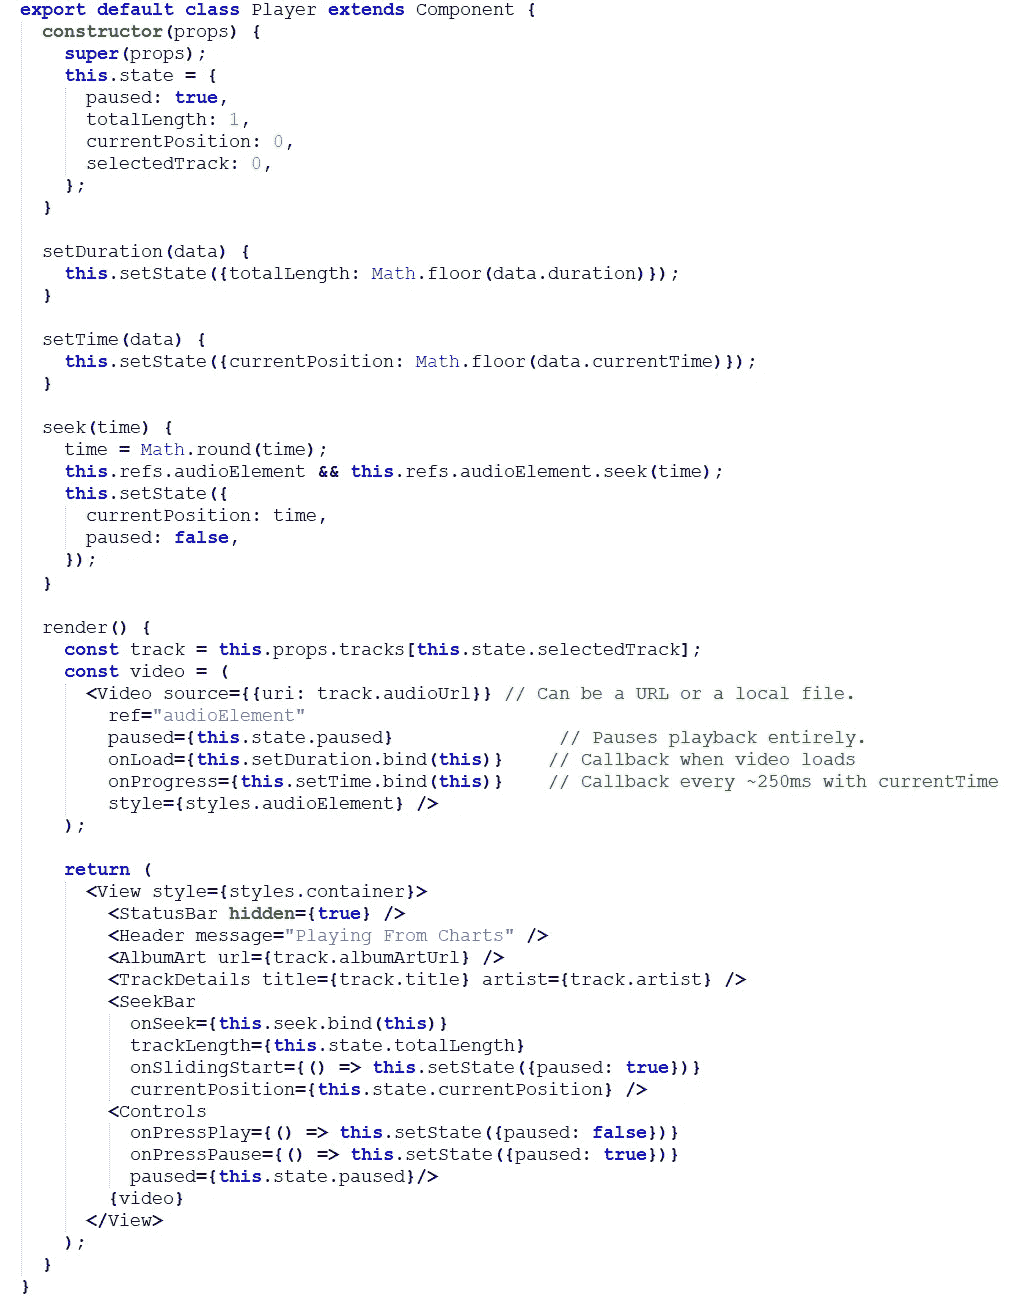 export default class Player extends Component {
  constructor(props) {
    super(props);
    this.state = {
      paused: true,
      totalLength: 1,
      currentPosition: 0,
      selectedTrack: 0,
    };
  }

  setDuration(data) {
    this.setState({totalLength: Math.floor(data.duration)});
  }

  setTime(data) {
    this.setState({currentPosition: Math.floor(data.currentTime)});
  }

  seek(time) {
    time = Math.round(time);
    this.refs.audioElement && this.refs.audioElement.seek(time);
    this.setState({
      currentPosition: time,
      paused: false,
    });
  }

  render() {
    const track = this.props.tracks[this.state.selectedTrack];
    const video = (
      <Video source={{uri: track.audioUrl}} // Can be a URL or a local file.
        ref="audioElement"
        paused={this.state.paused}               // Pauses playback entirely.
        onLoad={this.setDuration.bind(this)}    // Callback when video loads
        onProgress={this.setTime.bind(this)}    // Callback every ~250ms with currentTime
        style={styles.audioElement} />
    );

    return (
      <View style={styles.container}>
        <StatusBar hidden={true} />
        <Header message="Playing From Charts" />
        <AlbumArt url={track.albumArtUrl} />
        <TrackDetails title={track.title} artist={track.artist} />
        <SeekBar
          onSeek={this.seek.bind(this)}
          trackLength={this.state.totalLength}
          onSlidingStart={() => this.setState({paused: true})}
          currentPosition={this.state.currentPosition} />
        <Controls
          onPressPlay={() => this.setState({paused: false})}
          onPressPause={() => this.setState({paused: true})}
          paused={this.state.paused}/>
        {video}
      </View>
    );
  }
}